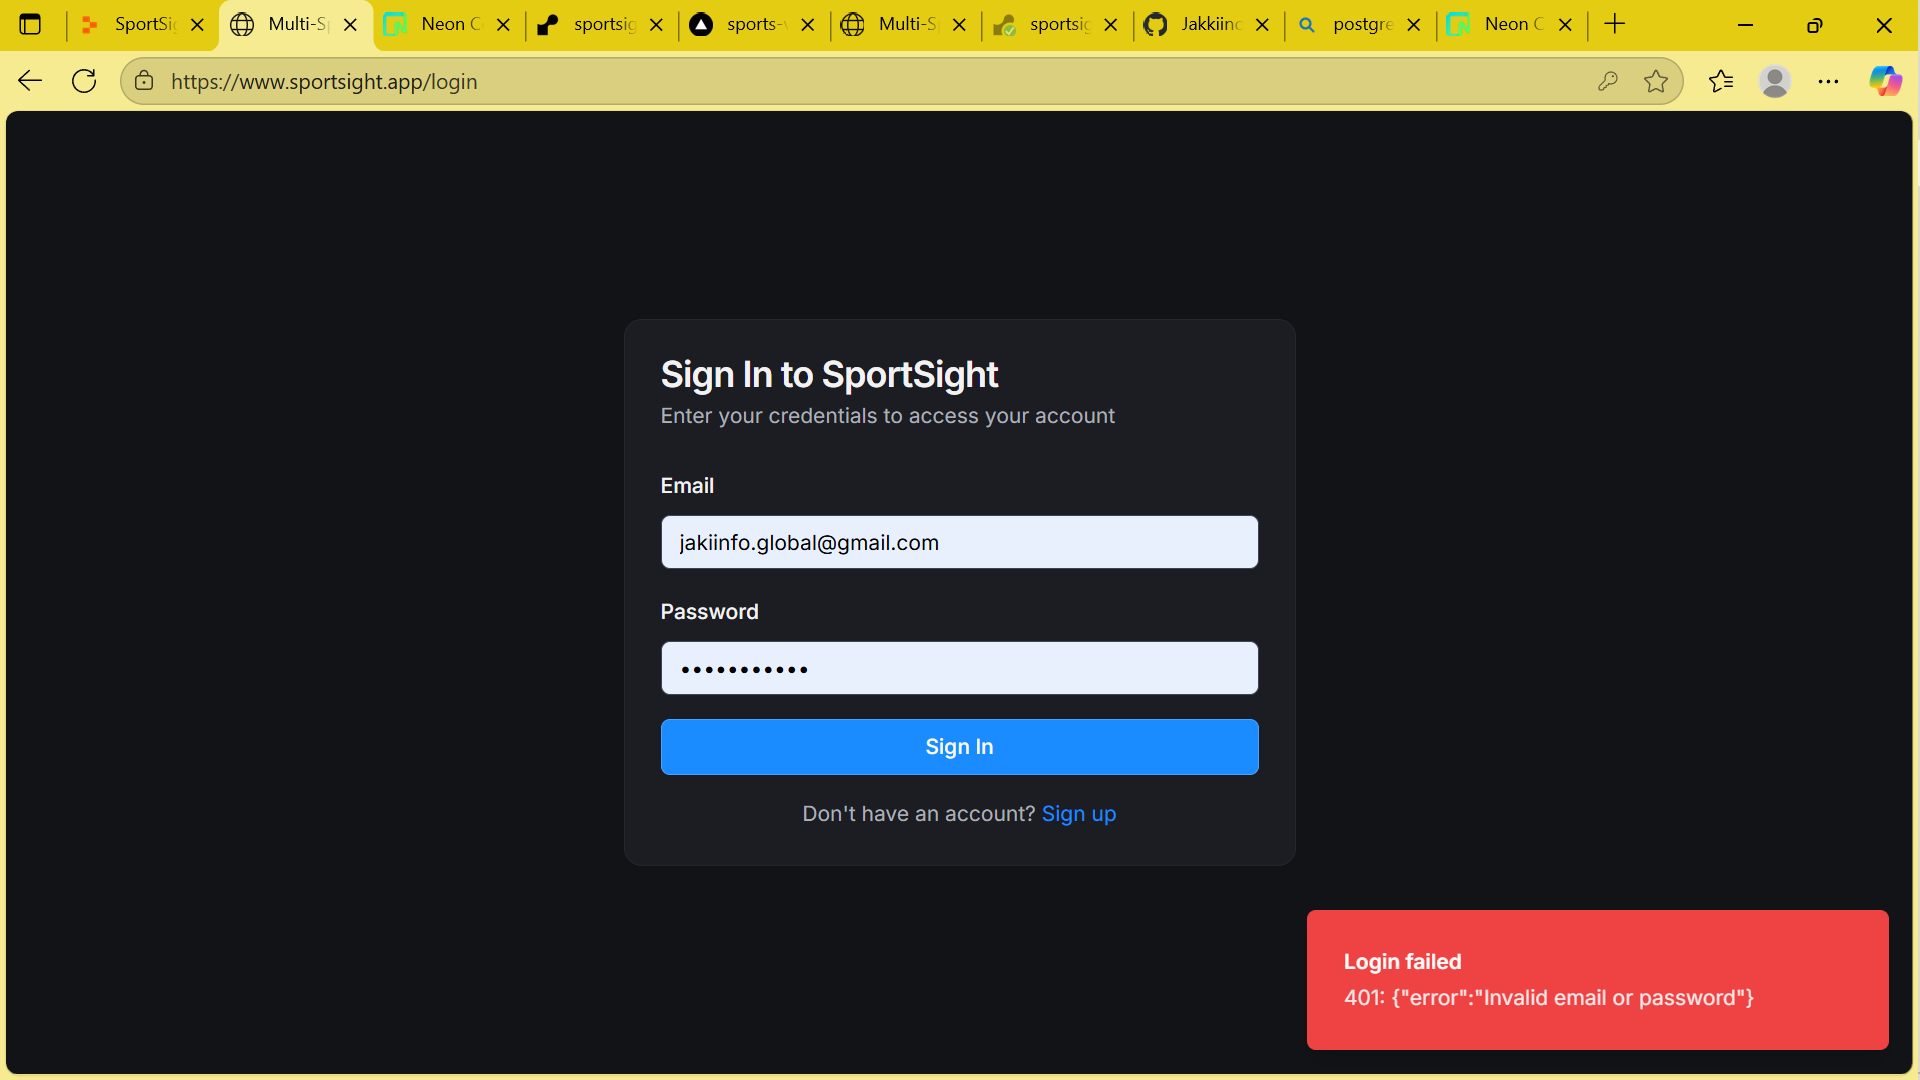 SportSi
Multi-S
Neon C
sportsig
sports-
Multi-S
sportsig
Jakkiin
postgre
Neon C
https://www.sportsight.app/login
Sign In to SportSight
Enter your credentials to access your account
Email
jakiinfo.global@gmail.com
Password
•••••••••••
Sign In
Don't have an account? Sign up
Login failed
401: {"error":"Invalid email or password"}